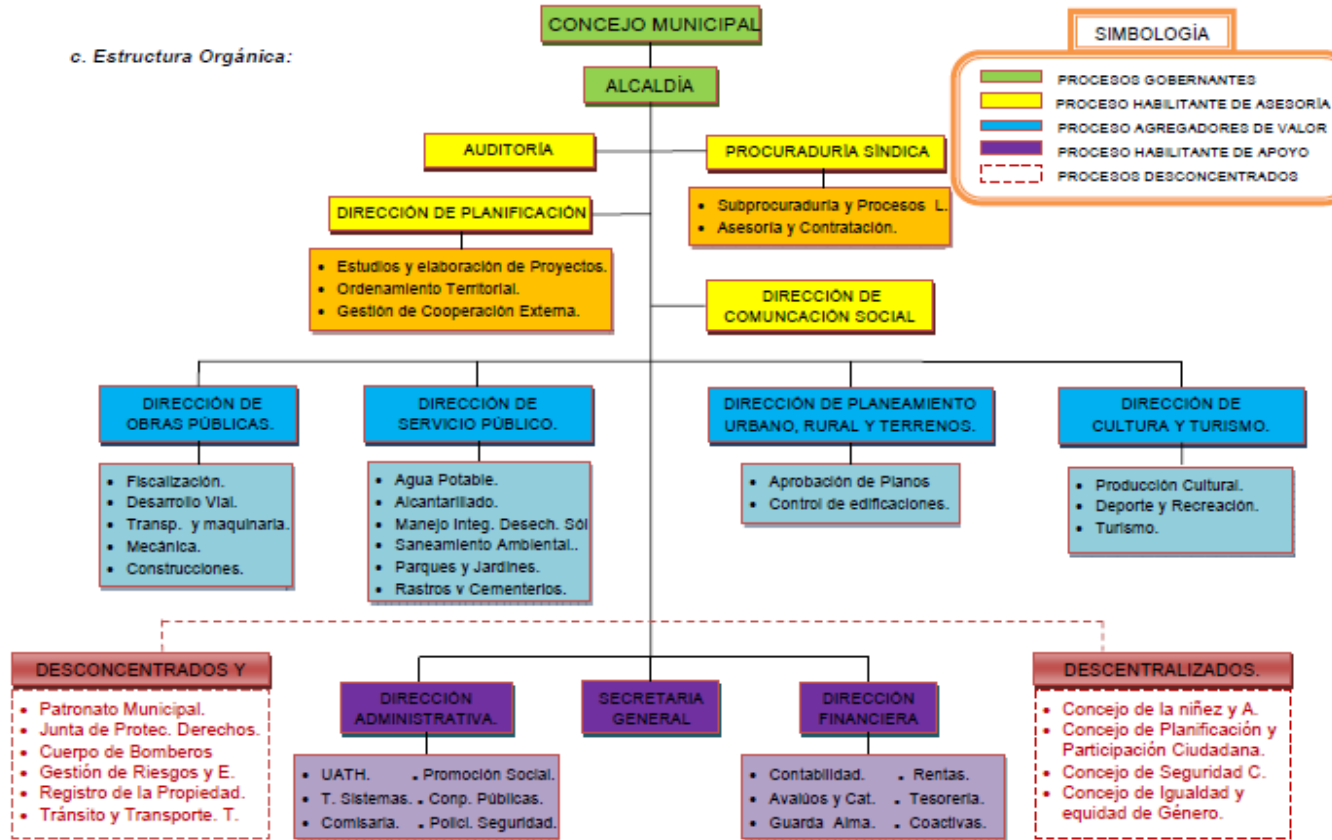 CONCEJO MUNICIPAL
c. Estructura Orgánica:
ALCALDÍA
SIMBOLOGÍA
PROCESOS GOBERNANTES
PROCESO HABILITANTE DE ASESORÍA
PROCESO AGREGADORES DE VALOR
PROCESO HABILITANTE DE APOYO
PROCESOS DESCONCENTRADOS
AUDITORÍA
PROCURADURÍA SÍNDICA
• Subprocuraduría y Procesos L.
• Asesoría y Contratación.
DIRECCIÓN DE PLANIFICACIÓN
• Estudios y elaboración de Proyectos.
• Ordenamiento Territorial.
• Gestión de Cooperación Externa.
DIRECCIÓN DE
COMUNCACIÓN SOCIAL
DIRECCIÓN DE
OBRAS PÚBLICAS.
• Fiscalización.
• Desarrollo Vial.
• Transp. y maquinaria.
• Mecánica.
• Construcciones.
DIRECCIÓN DE
SERVICIO PÚBLICO.
• Agua Potable.
• Alcantarillado.
• Manejo Integ. Desech. Sól
• Saneamiento Ambiental..
• Parques y Jardines.
• Rastros y Cementerios.
DIRECCIÓN DE PLANEAMIENTO
URBANO, RURAL Y TERRENOS.
• Aprobación de Planos
• Control de edificaciones.
DIRECCIÓN DE
CULTURA Y TURISMO.
• Producción Cultural.
• Deporte y Recreación.
• Turismo.
DESCONCENTRADOS Y
• Patronato Municipal.
• Junta de Protec. Derechos.
• Cuerpo de Bomberos
• Gestión de Riesgos y E.
• Registro de la Propiedad.
• Tránsito y Transporte. T.
DIRECCIÓN
ADMINISTRATIVA.
• UATH. . Promoción Social.
• T. Sistemas. . Conp. Públicas.
• Comisaria. . Polici. Seguridad.
SECRETARIA
GENERAL
DIRECCIÓN
FINANCIERA
• Contabilidad. • Rentas.
• Avalúos y Cat. • Tesorería.
• Guarda Alma. • Coactivas.
DESCENTRALIZADOS.
• Concejo de la niñez y A.
• Concejo de Planificación y
Participación Ciudadana.
• Concejo de Seguridad C.
• Concejo de Igualdad y
equidad de Género.